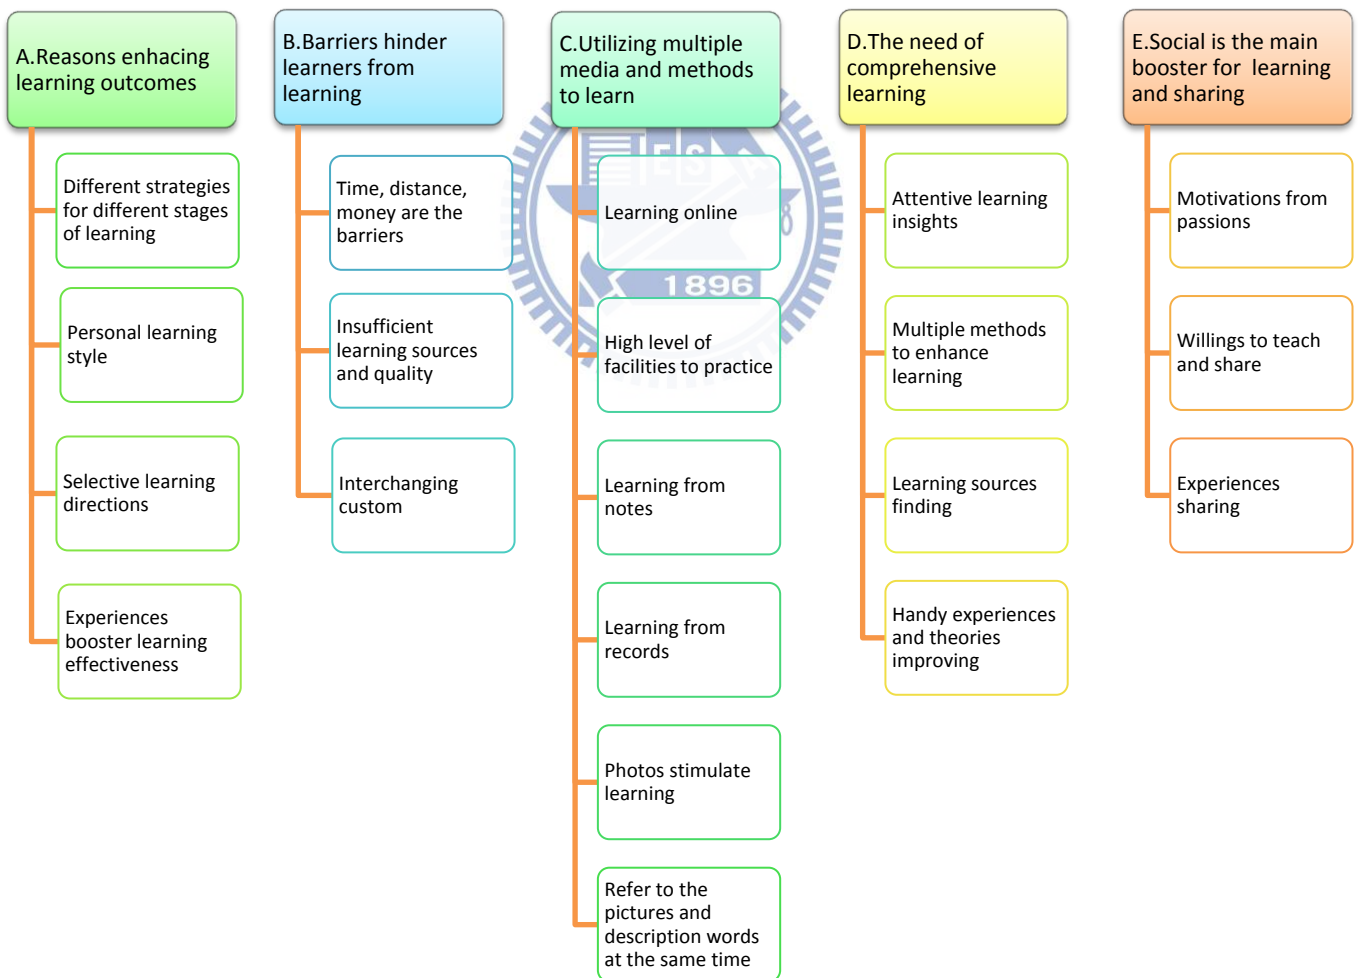 A.Reasons enhacing
learning outcomes
Different strategies
for different stages
of learning
Personal learning
style
Selective learning
directions
Experiences
booster learning
effectiveness
B.Barriers hinder
learners from
learning
Time, distance,
money are the
barriers
Insufficient
learning sources
and quality
Interchanging
custom
C.Utilizing multiple
media and methods
to learn
Learning online
High level of
facilities to practice
Learning from
notes
Learning from
records
Photos stimulate
learning
Refer to the
pictures and
description words
at the same time
D.The need of
comprehensive
learning
Attentive learning
insights
Multiple methods
to enhance
learning
Learning sources
finding
Handy experiences
and theories
improving
E.Social is the main
booster for  learning
and sharing
Motivations from
passions
Willings to teach
and share
Experiences
sharing
E S
1896